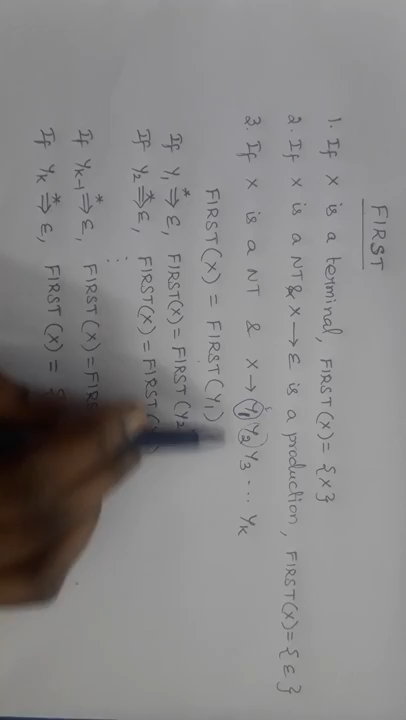 FIRST
1. If X is a terminal, FIRST(X) = {X}
2. If X is a NT & X → ε is a production, FIRST(X) = {ε}
3. If X is a NT & X → Y₁ Y₂ Y₃ ... Yₖ
FIRST(X) = FIRST(Y₁)
If Y₁ *⇒ ε, FIRST(X) = FIRST(Y₂
If Y₂ *⇒ ε, FIRST(X) = FIRST(
⋮
If Yₖ₋₁ *⇒ ε, FIRST(X) =
If Yₖ *⇒ ε, FIRST(X) = {